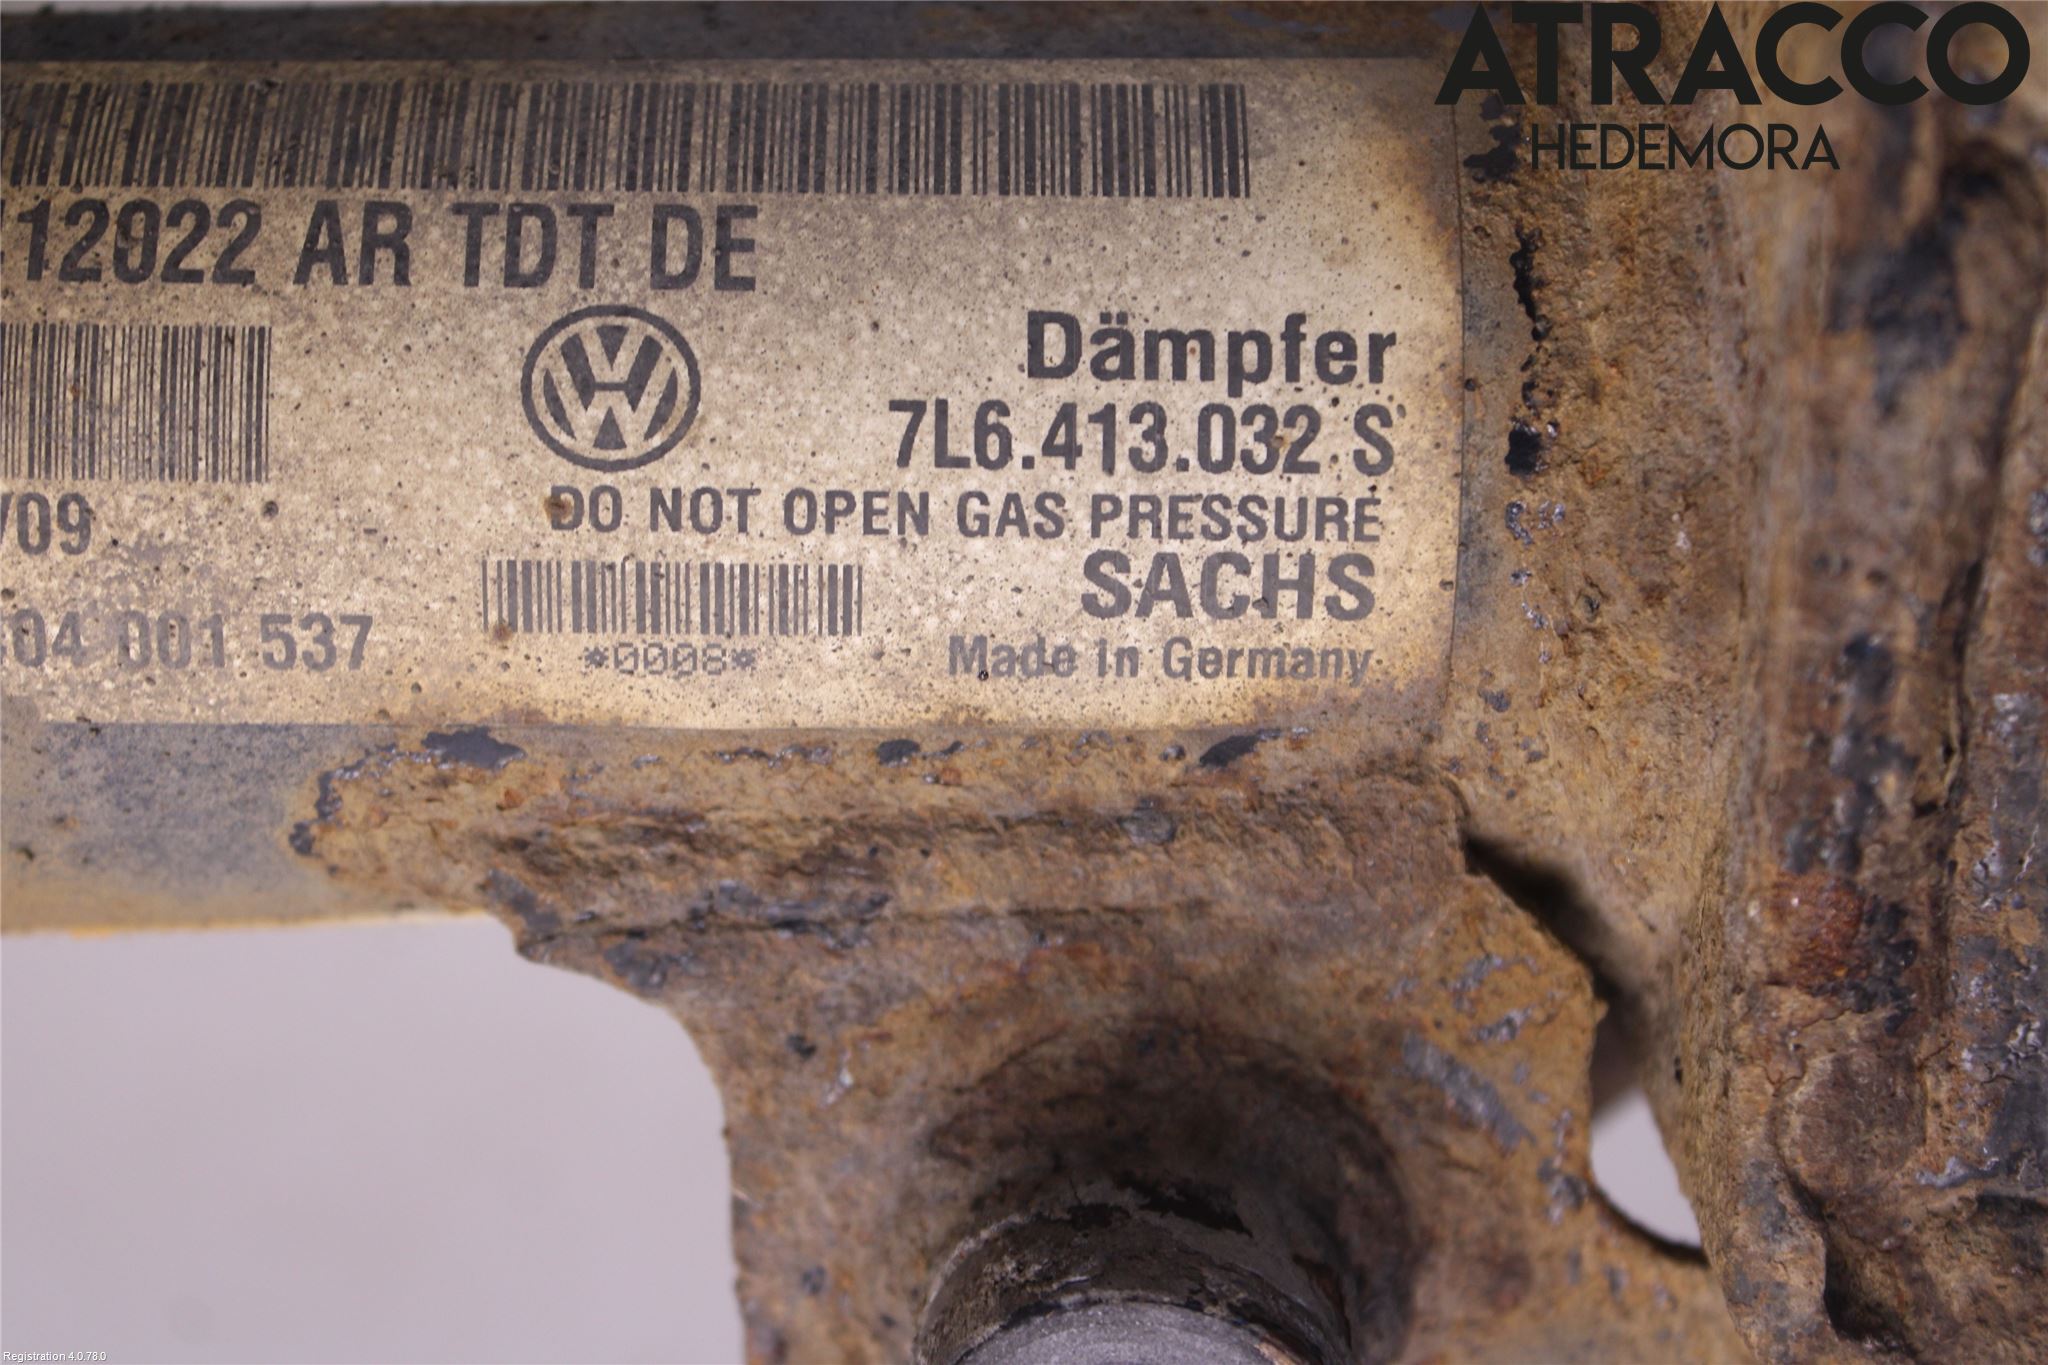 ATRACCO
HEDEMORA
12922 AR TDT DE
Dämpfer
7L6.413.032 S
/09
DO NOT OPEN GAS PRESSURE
SACHS
04 001 537
*0008*
Made in Germany
Registration 4.0.78.0